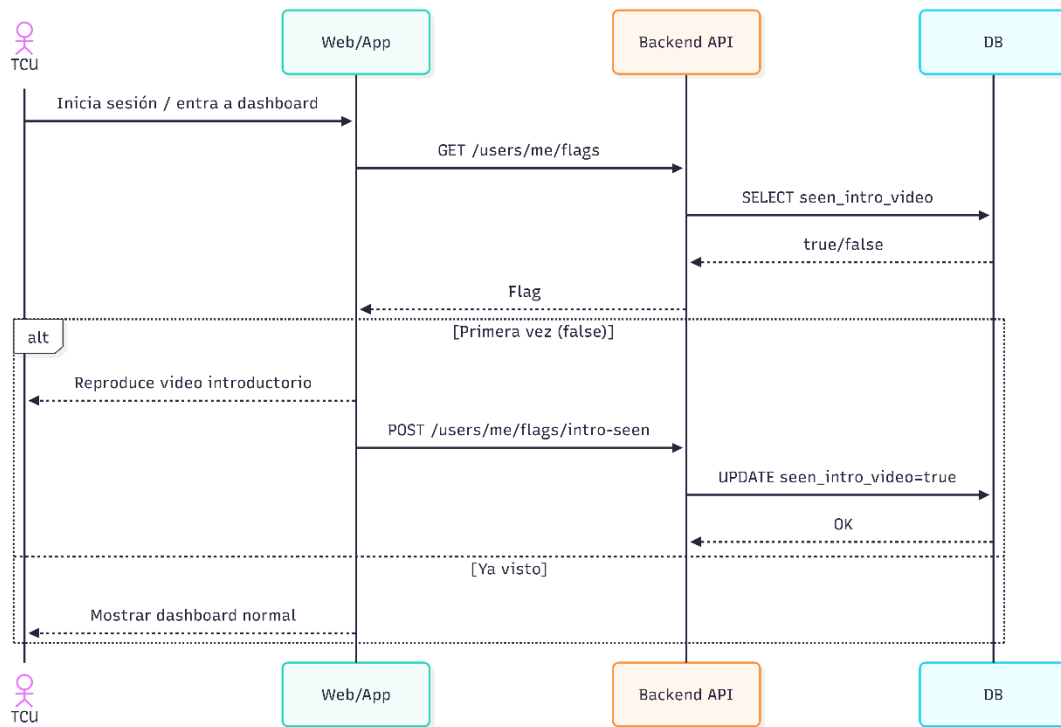 TCU
Web/App
Backend API
DB
Inicia sesión / entra a dashboard
GET /users/me/flags
SELECT seen_intro_video
true/false
Flag
alt
[Primera vez (false)]
Reproduce video introductorio
POST /users/me/flags/intro-seen
UPDATE seen_intro_video=true
OK
[Ya visto]
Mostrar dashboard normal
TCU
Web/App
Backend API
DB